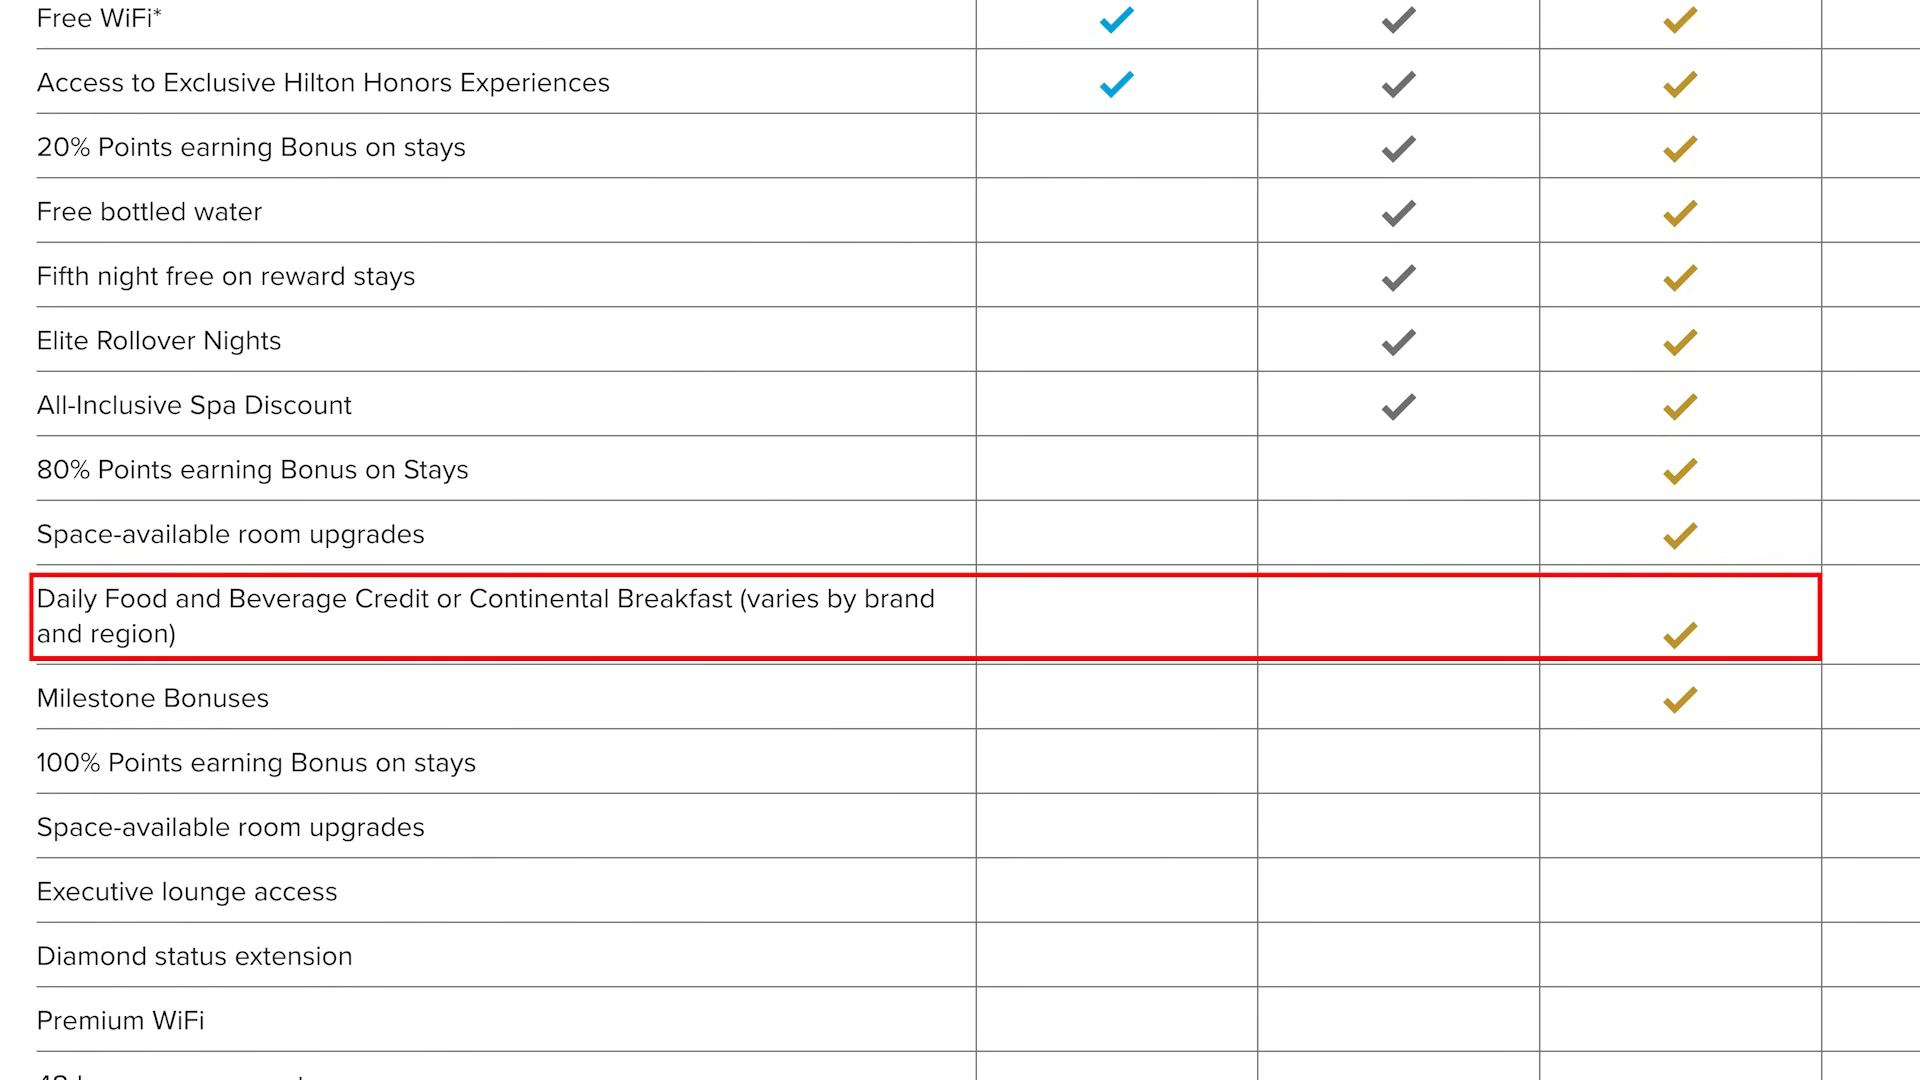 Free WiFi*
Access to Exclusive Hilton Honors Experiences
20% Points earning Bonus on stays
Free bottled water
Fifth night free on reward stays
Elite Rollover Nights
All-Inclusive Spa Discount
80% Points earning Bonus on Stays
Space-available room upgrades
Daily Food and Beverage Credit or Continental Breakfast (varies by brand
and region)
Milestone Bonuses
100% Points earning Bonus on stays
Space-available room upgrades
Executive lounge access
Diamond status extension
Premium WiFi